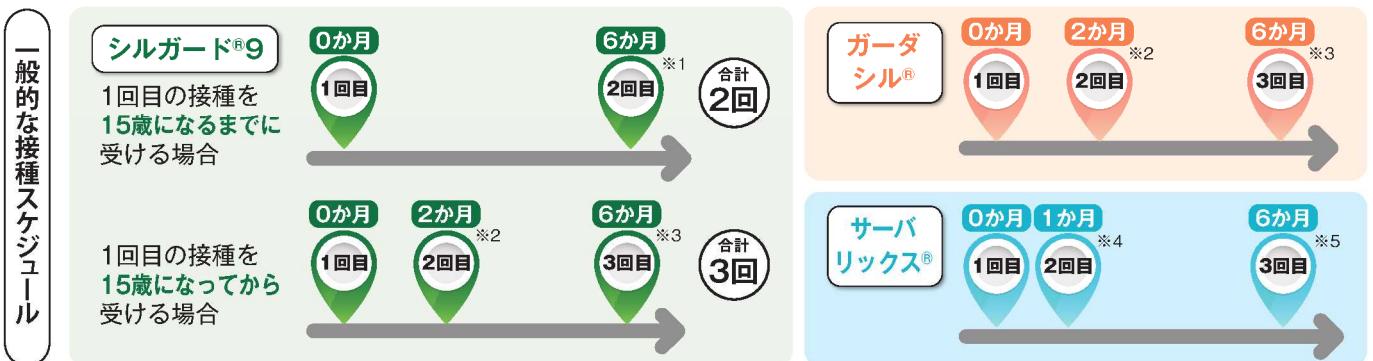 一般的な接種スケジュール
シルガード®9
1回目の接種を
15歳になるまでに
受ける場合
0か月
1回目
6か月
※1
2回目
合計
2回
1回目の接種を
15歳になってから
受ける場合
0か月
1回目
2か月
※2
2回目
6か月
※3
3回目
合計
3回
ガーダ
シル®
0か月
1回目
2か月
※2
2回目
6か月
※3
3回目
サーバ
リックス®
0か月
1回目
1か月
※4
2回目
6か月
※5
3回目